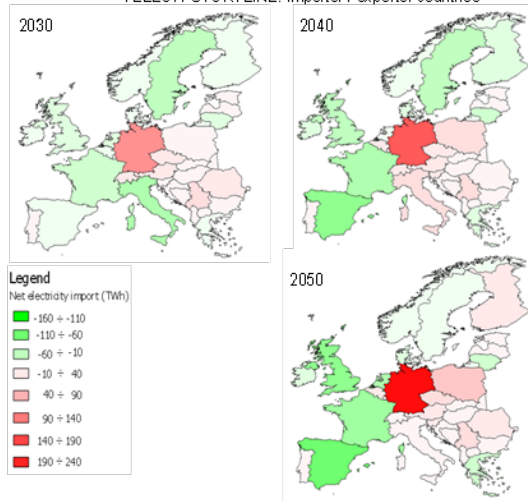 2030
2040
Legend
Net electricity import (TWh)
-160 ÷ -110
-110 ÷ -60
-60 ÷ -10
-10 ÷ 40
40 ÷ 90
90 ÷ 140
140 ÷ 190
190 ÷ 240
2050